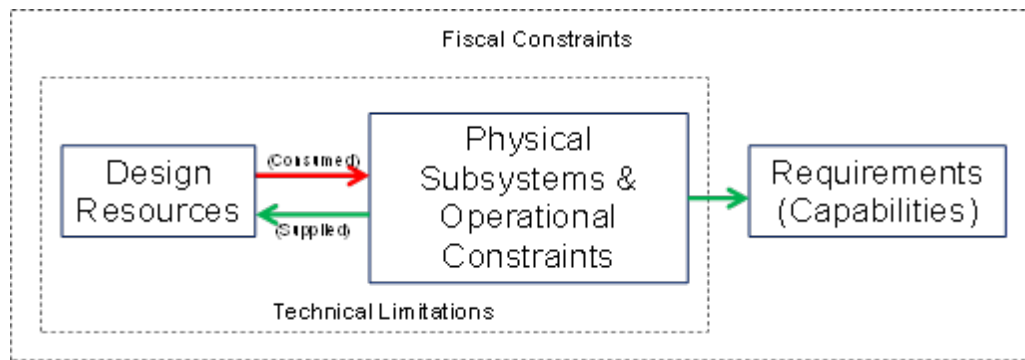 Fiscal Constraints
Design
Resources
(Consumed)
(Supplied)
Physical
Subsystems &
Operational
Constraints
Requirements
(Capabilities)
Technical Limitations